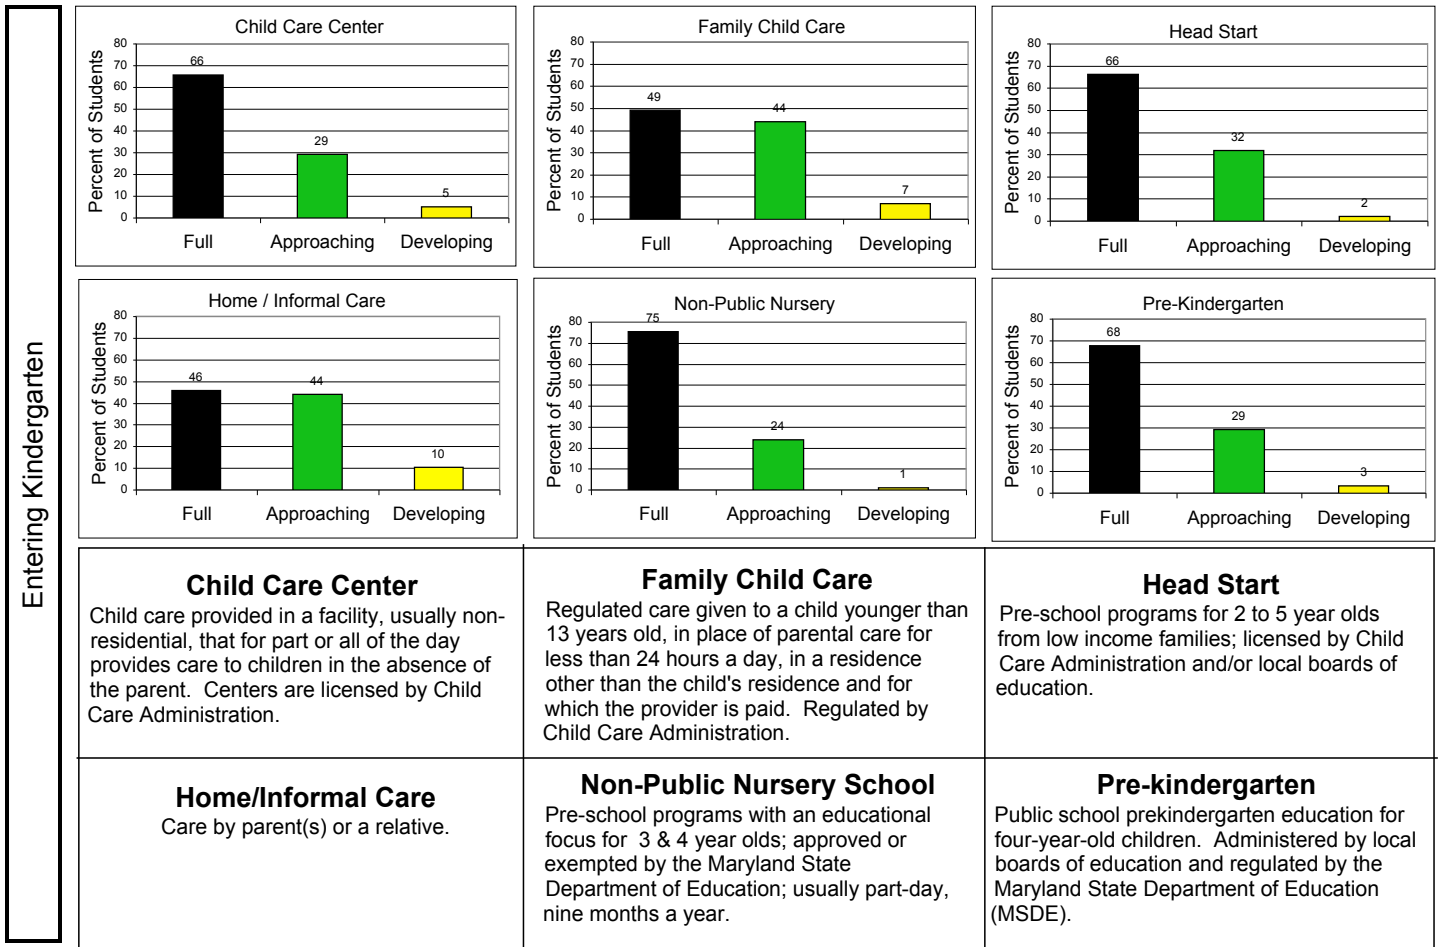 Entering Kindergarten
Child Care Center
Percent of Students
80
70
60
50
40
30
20
10
0
66
29
5
Full Approaching Developing
Family Child Care
Percent of Students
80
70
60
50
40
30
20
10
0
49
44
7
Full Approaching Developing
Head Start
Percent of Students
80
70
60
50
40
30
20
10
0
66
32
2
Full Approaching Developing
Home / Informal Care
Percent of Students
80
70
60
50
40
30
20
10
0
46
44
10
Full Approaching Developing
Non-Public Nursery
Percent of Students
80
70
60
50
40
30
20
10
0
75
24
1
Full Approaching Developing
Pre-Kindergarten
Percent of Students
80
70
60
50
40
30
20
10
0
68
29
3
Full Approaching Developing
Child Care Center
Child care provided in a facility, usually non-
residential, that for part or all of the day
provides care to children in the absence of
the parent.  Centers are licensed by Child
Care Administration.
Family Child Care
Regulated care given to a child younger than
13 years old, in place of parental care for
less than 24 hours a day, in a residence
other than the child's residence and for
which the provider is paid.  Regulated by
Child Care Administration.
Head Start
Pre-school programs for 2 to 5 year olds
from low income families; licensed by Child
Care Administration and/or local boards of
education.
Home/Informal Care
Care by parent(s) or a relative.
Non-Public Nursery School
Pre-school programs with an educational
focus for  3 & 4 year olds; approved or
exempted by the Maryland State
Department of Education; usually part-day,
nine months a year.
Pre-kindergarten
Public school prekindergarten education for
four-year-old children.  Administered by local
boards of education and regulated by the
Maryland State Department of Education
(MSDE).